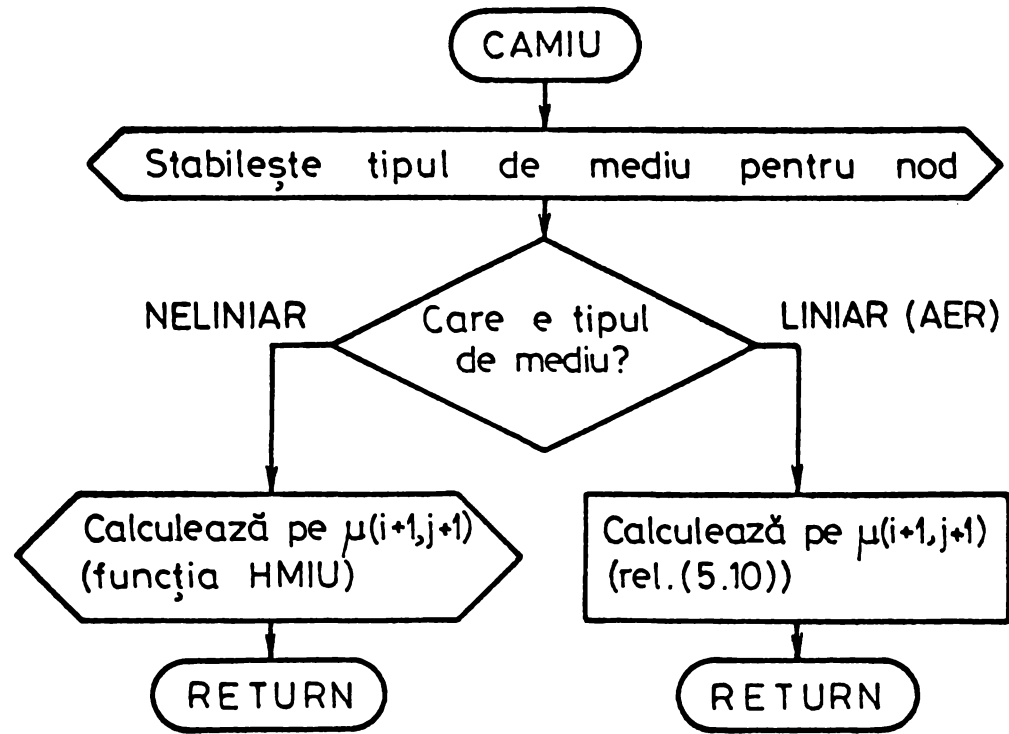 CAMIU
Stabilește tipul de mediu pentru nod
NELINIAR
Care e tipul
de mediu?
LINIAR (AER)
Calculează pe μ(i+1,j+1)
(funcția HMIU)
Calculează pe μ(i+1,j+1)
(rel.(5.10))
RETURN
RETURN